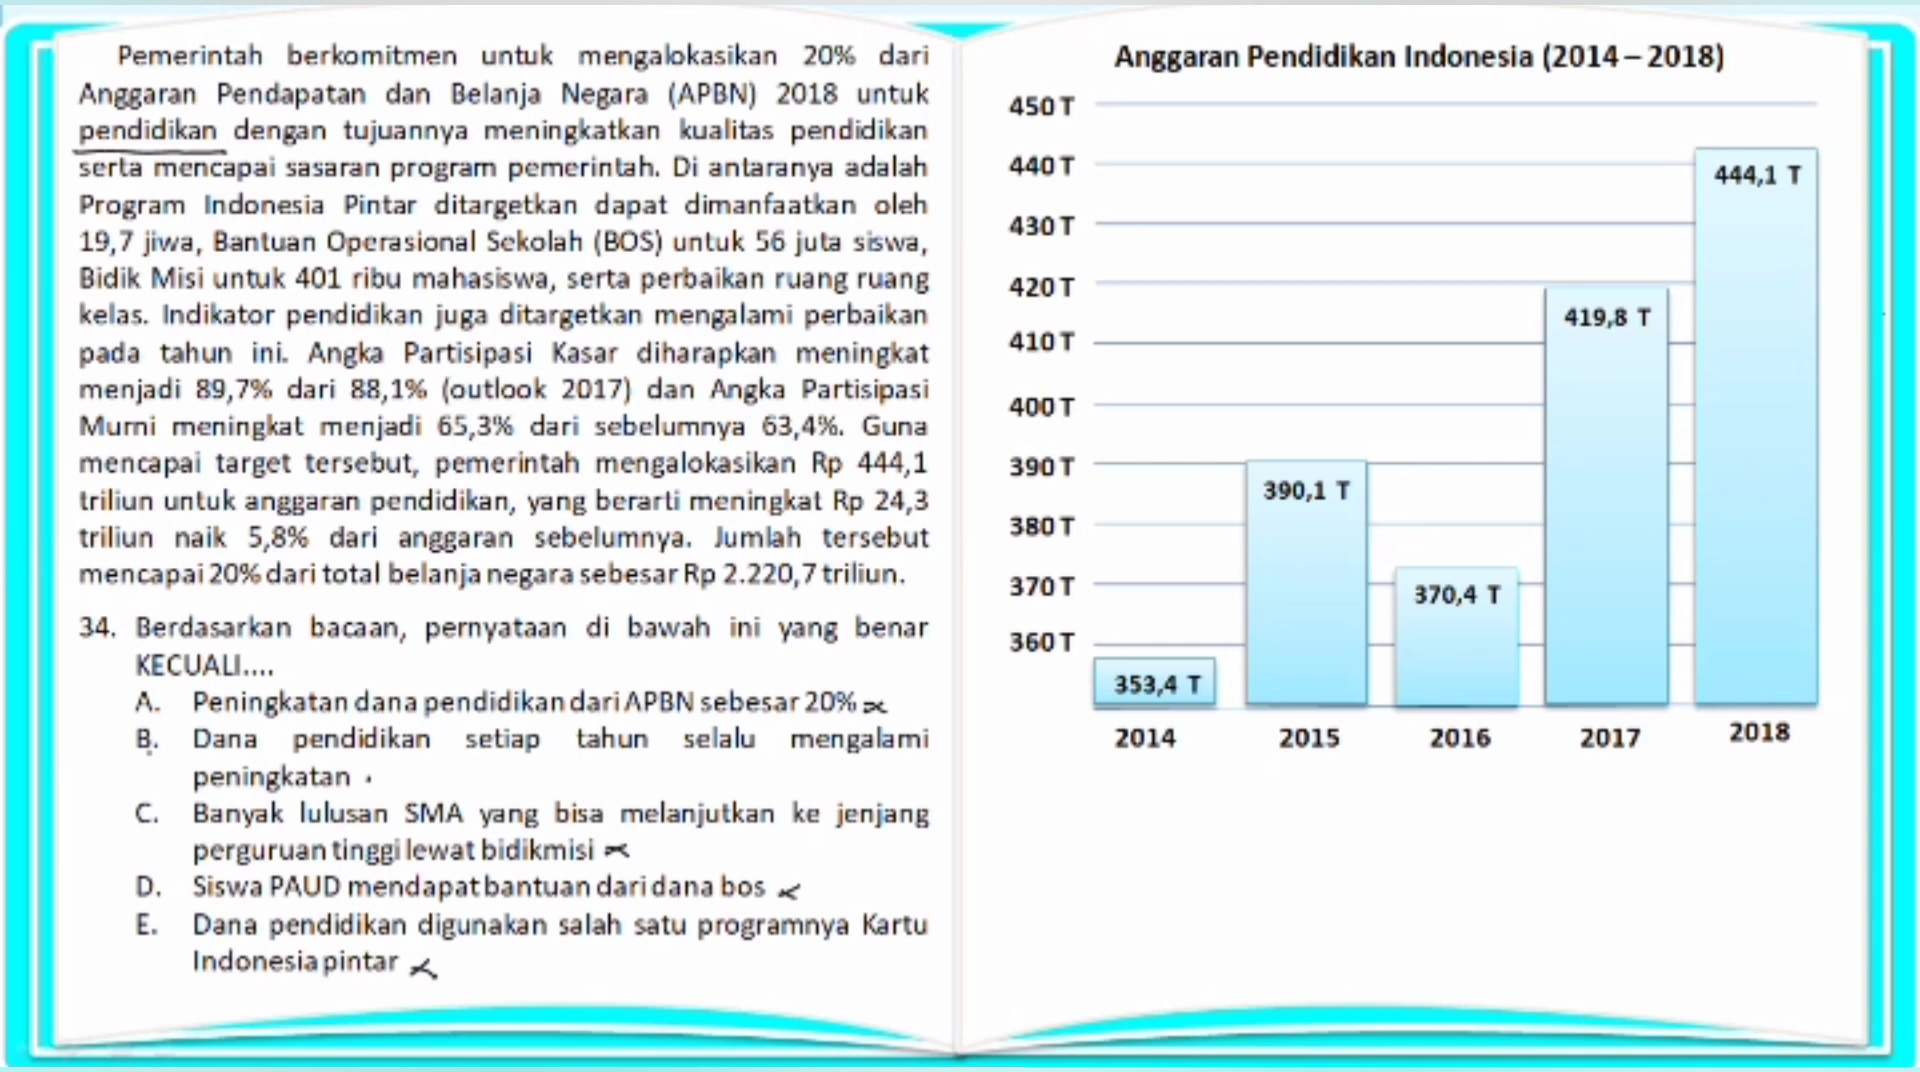 Pemerintah berkomitmen untuk mengalokasikan 20% dari
Anggaran Pendapatan dan Belanja Negara (APBN) 2018 untuk
pendidikan dengan tujuannya meningkatkan kualitas pendidikan
serta mencapai sasaran program pemerintah. Di antaranya adalah
Program Indonesia Pintar ditargetkan dapat dimanfaatkan oleh
19,7 jiwa, Bantuan Operasional Sekolah (BOS) untuk 56 juta siswa,
Bidik Misi untuk 401 ribu mahasiswa, serta perbaikan ruang ruang
kelas. Indikator pendidikan juga ditargetkan mengalami perbaikan
pada tahun ini. Angka Partisipasi Kasar diharapkan meningkat
menjadi 89,7% dari 88,1% (outlook 2017) dan Angka Partisipasi
Murni meningkat menjadi 65,3% dari sebelumnya 63,4%. Guna
mencapai target tersebut, pemerintah mengalokasikan Rp 444,1
triliun untuk anggaran pendidikan, yang berarti meningkat Rp 24,3
triliun naik 5,8% dari anggaran sebelumnya. Jumlah tersebut
mencapai 20% dari total belanja negara sebesar Rp 2.220,7 triliun.
34. Berdasarkan bacaan, pernyataan di bawah ini yang benar
KECUALI....
A. Peningkatan dana pendidikan dari APBN sebesar 20%
B. Dana pendidikan setiap tahun selalu mengalami
peningkatan
C. Banyak lulusan SMA yang bisa melanjutkan ke jenjang
perguruan tinggi lewat bidikmisi
D. Siswa PAUD mendapat bantuan dari dana bos
E. Dana pendidikan digunakan salah satu programnya Kartu
Indonesia pintar
Anggaran Pendidikan Indonesia (2014 – 2018)
450 T
440 T
430 T
420 T
410 T
400 T
390 T
380 T
370 T
360 T
353,4 T
390,1 T
370,4 T
419,8 T
444,1 T
2014
2015
2016
2017
2018